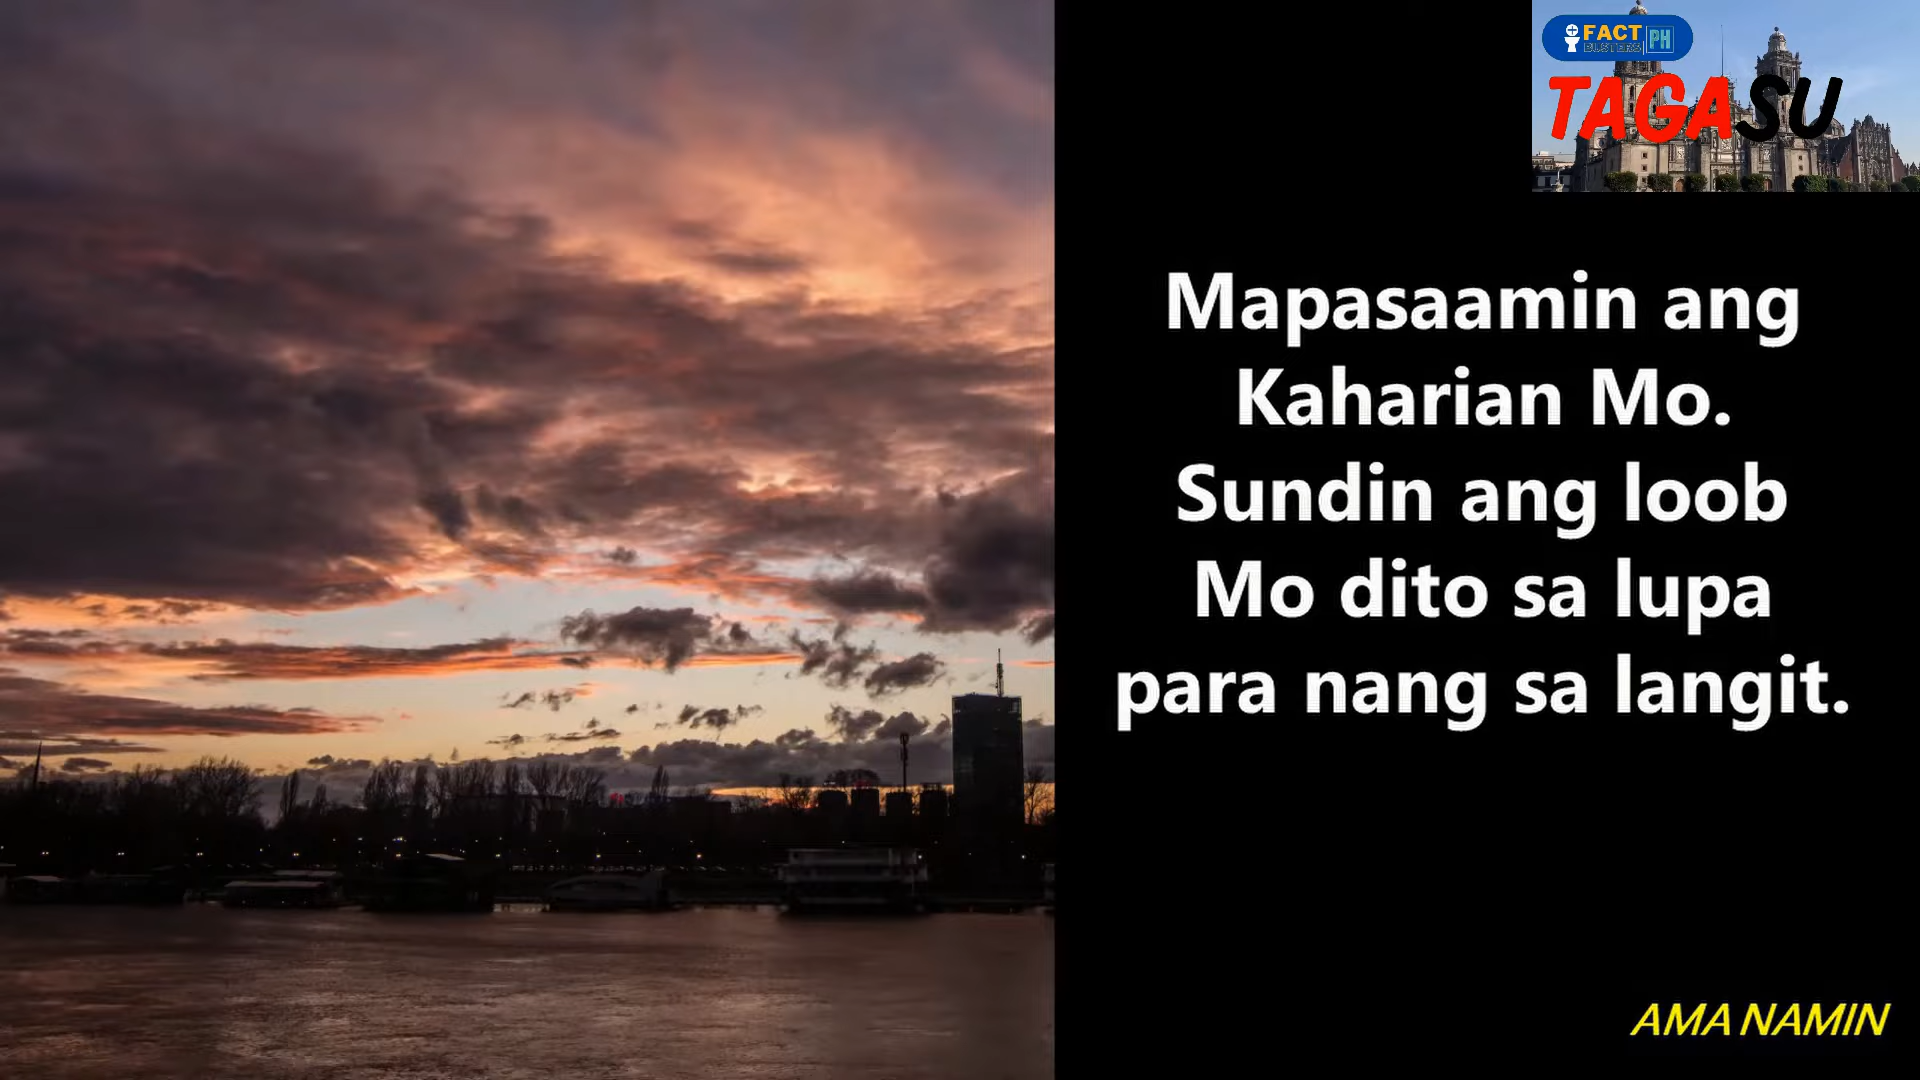 FACT
BUSTERS PH
TAGASU
Mapasaamin ang
Kaharian Mo.
Sundin ang loob
Mo dito sa lupa
para nang sa langit.
AMA NAMIN